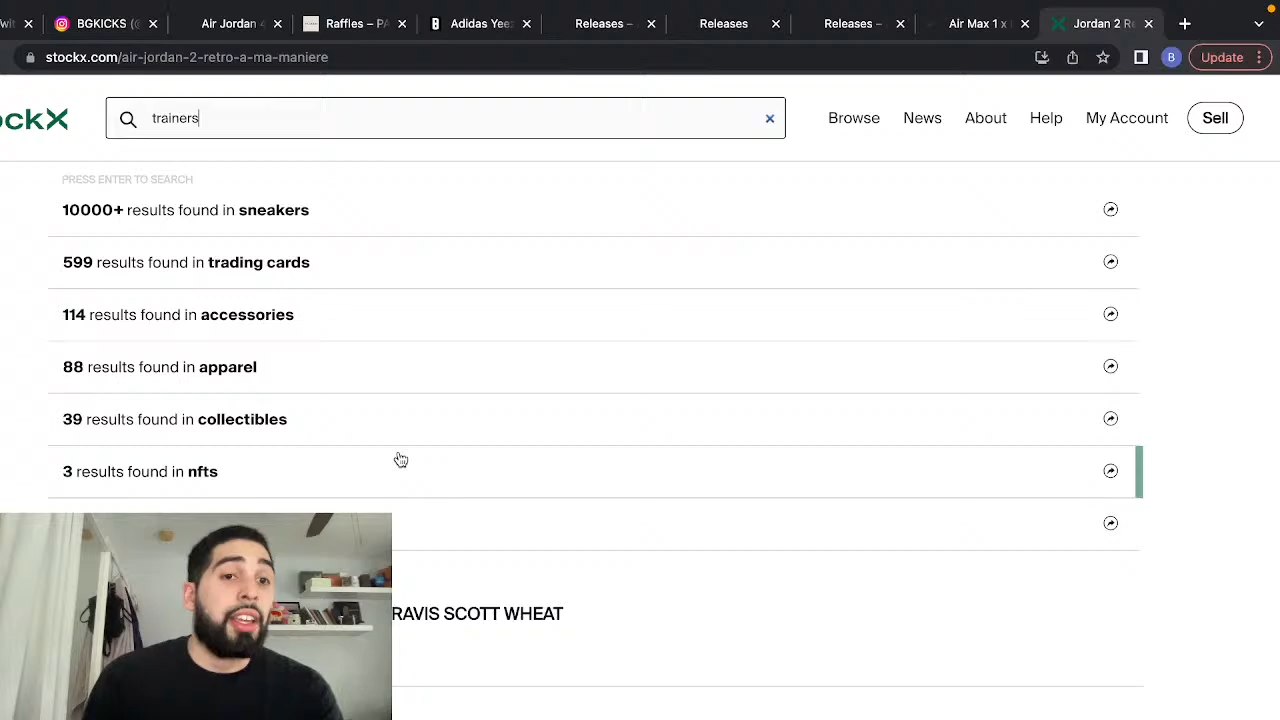 BGKICKS (
Air Jordan 4
Raffles – PA
Adidas Yeez
Releases –
Releases
Releases –
Air Max 1 x
Jordan 2 Re
stockx.com/air-jordan-2-retro-a-ma-maniere
B
Update
ckX
trainers
Browse
News
About
Help
My Account
Sell
PRESS ENTER TO SEARCH
10000+ results found in sneakers
599 results found in trading cards
114 results found in accessories
88 results found in apparel
39 results found in collectibles
3 results found in nfts
RAVIS SCOTT WHEAT